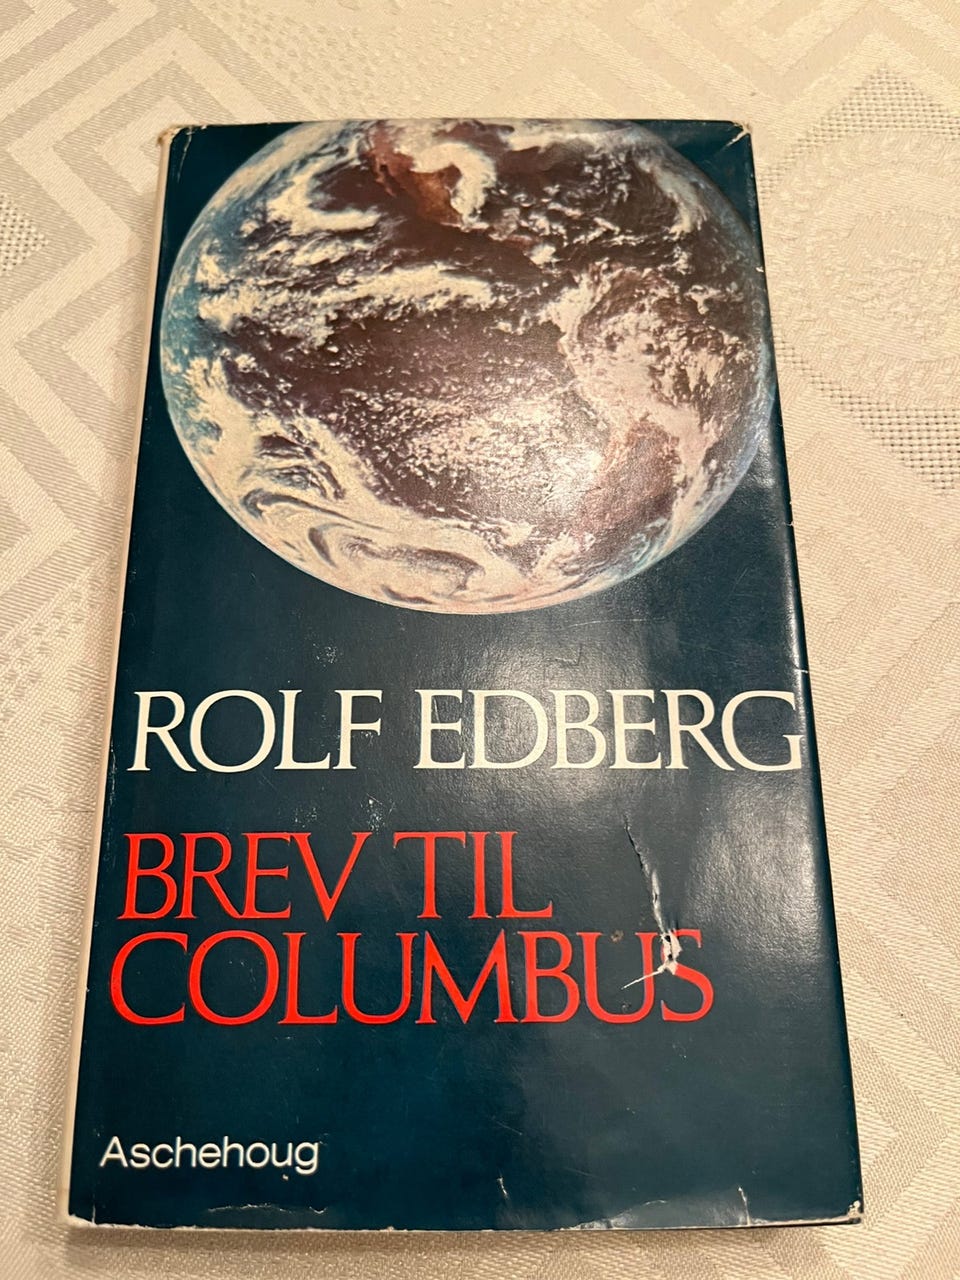 ROLF EDBERG
BREV TIL
COLUMBUS
Aschehoug